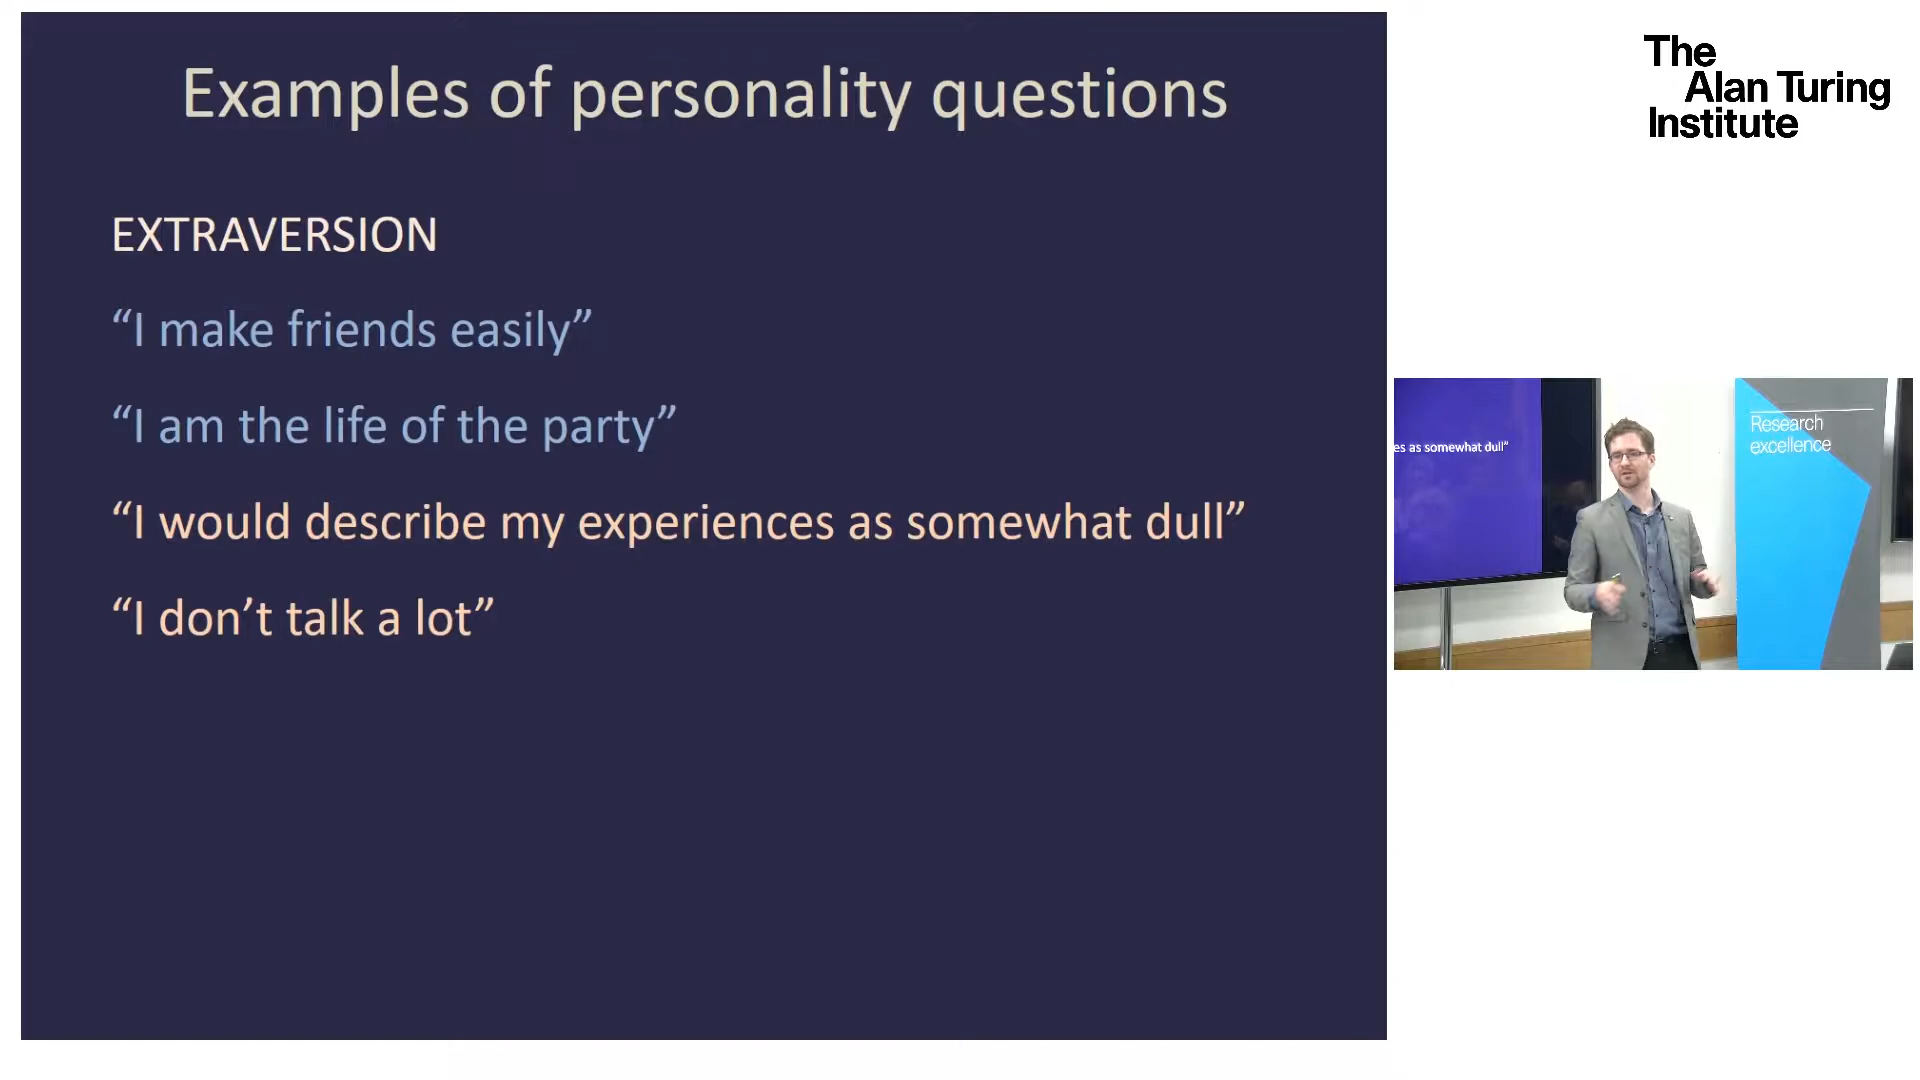 Examples of personality questions
EXTRAVERSION
“I make friends easily”
“I am the life of the party”
“I would describe my experiences as somewhat dull”
“I don’t talk a lot”
The
Alan Turing
Institute
es as somewhat dull”
Research
excellence